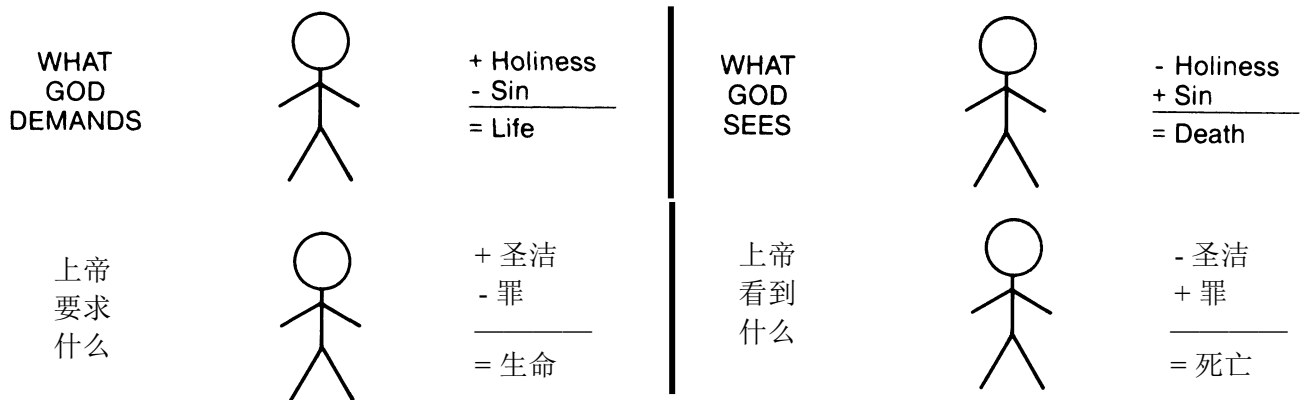 WHAT
GOD
DEMANDS
+ Holiness
- Sin
= Life
WHAT
GOD
SEES
- Holiness
+ Sin
= Death
上帝
要求
什么
+ 圣洁
- 罪
= 生命
上帝
看到
什么
- 圣洁
+ 罪
= 死亡